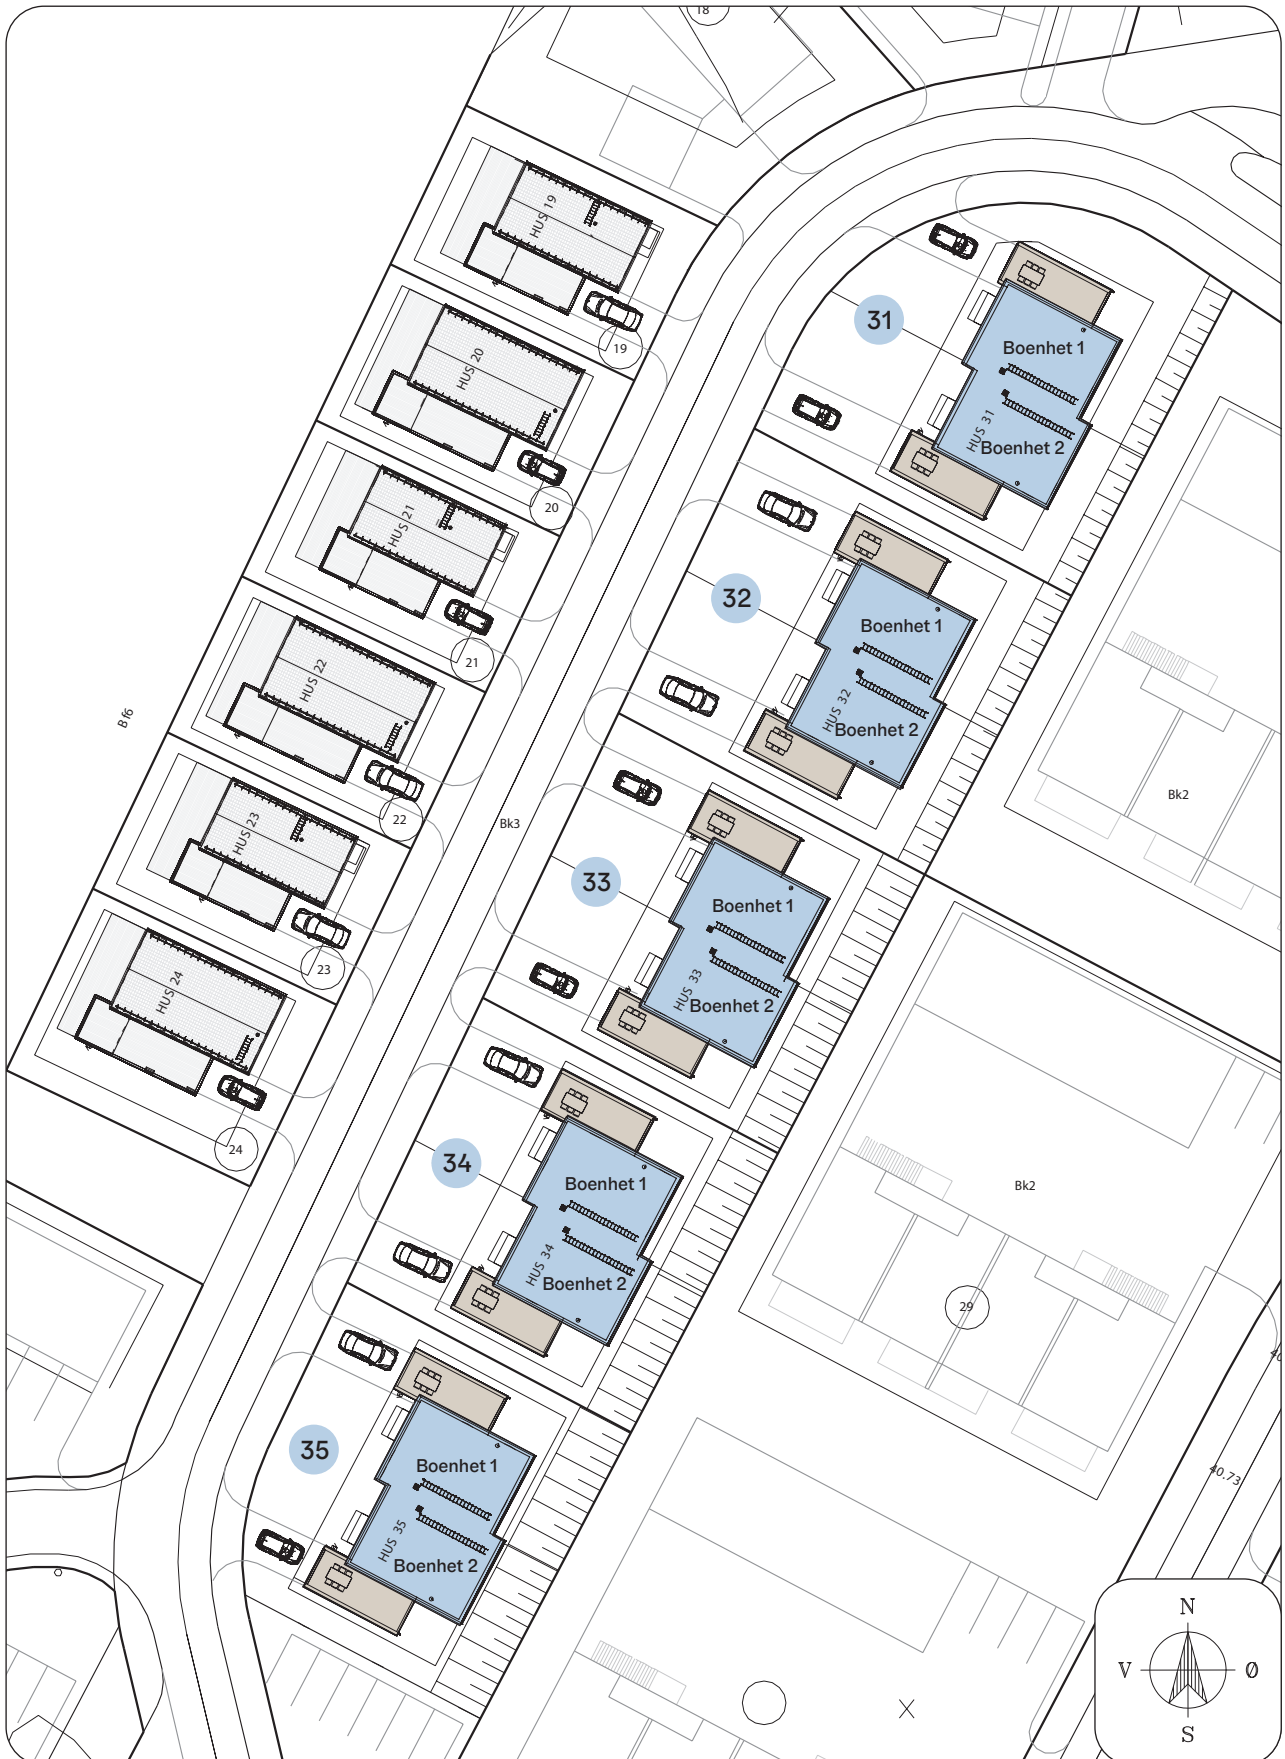 18
HUS 19
19
HUS 20
20
HUS 21
21
HUS 22
22
HUS 23
23
HUS 24
24
Bf6
Bk3
31
Boenhet 1
HUS 31
Boenhet 2
32
Boenhet 1
HUS 32
Boenhet 2
33
Boenhet 1
HUS 33
Boenhet 2
34
Boenhet 1
HUS 34
Boenhet 2
35
Boenhet 1
HUS 35
Boenhet 2
Bk2
Bk2
29
40.73
N
V Ø
S